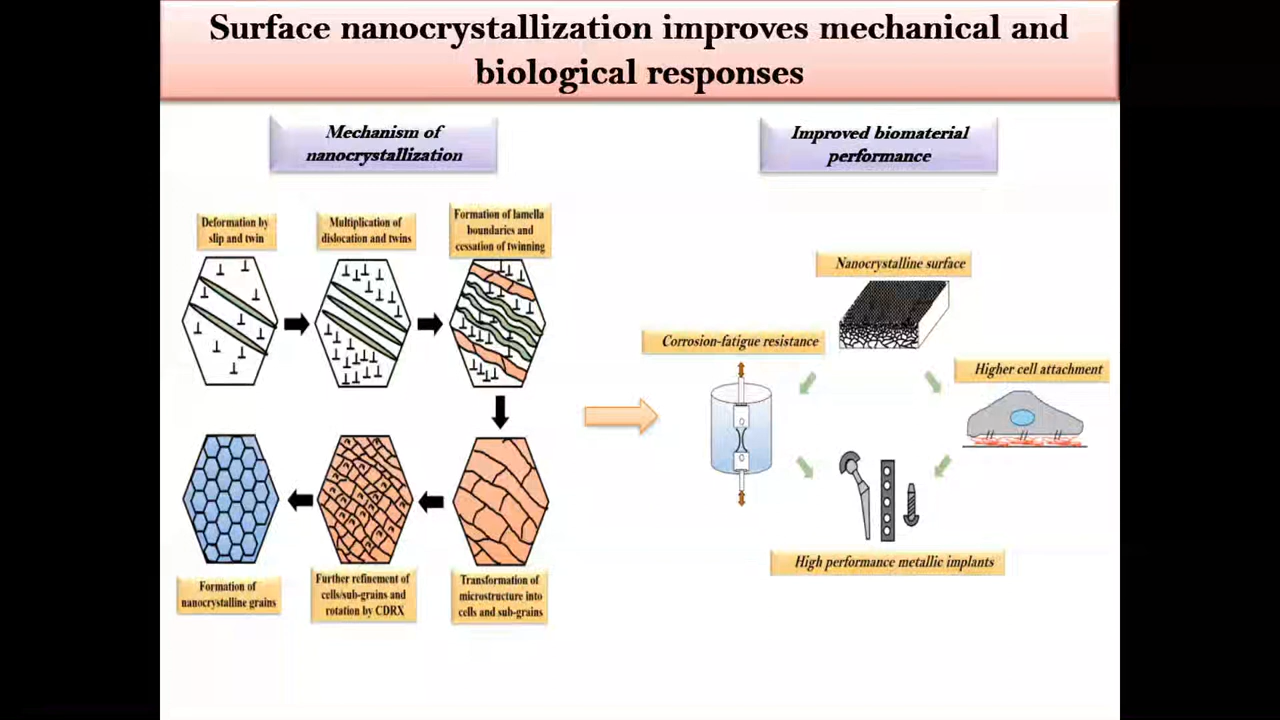 Surface nanocrystallization improves mechanical and
biological responses
Mechanism of
nanocrystallization
Deformation by
slip and twin
Multiplication of
dislocation and twins
Formation of lamella
boundaries and
cessation of twinning
Formation of
nanocrystalline grains
Further refinement of
cells/sub-grains and
rotation by CDRX
Transformation of
microstructure into
cells and sub-grains
Improved biomaterial
performance
Nanocrystalline surface
Corrosion-fatigue resistance
Higher cell attachment
High performance metallic implants